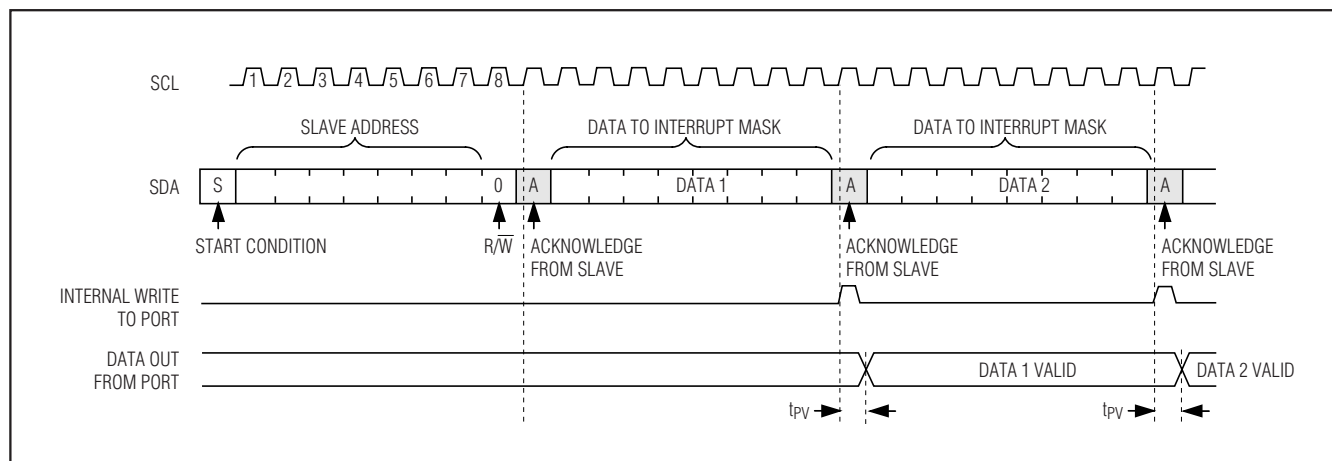 SCL
1 2 3 4 5 6 7 8
SLAVE ADDRESS DATA TO INTERRUPT MASK DATA TO INTERRUPT MASK
SDA S 0 A DATA 1 A DATA 2 A
START CONDITION R/W̅ ACKNOWLEDGE FROM SLAVE ACKNOWLEDGE FROM SLAVE ACKNOWLEDGE FROM SLAVE
INTERNAL WRITE
TO PORT
DATA OUT
FROM PORT
DATA 1 VALID DATA 2 VALID
tPV tPV